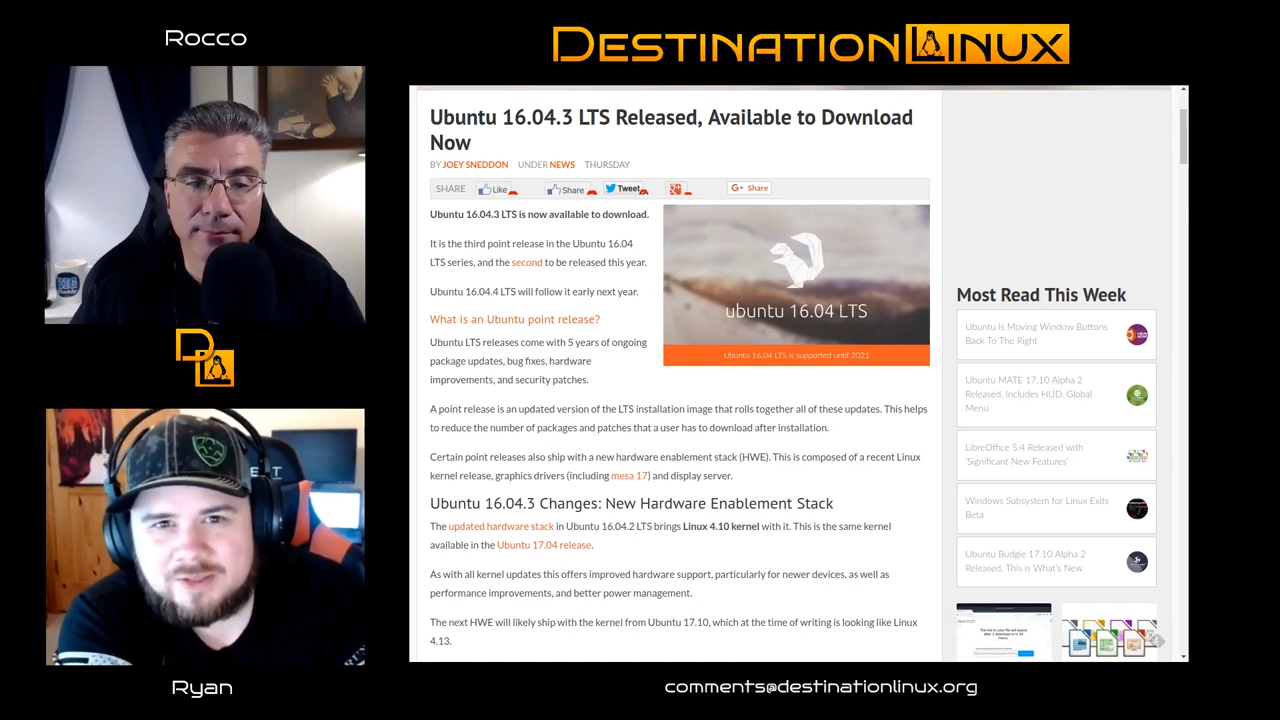 Rocco
DESTINATION LINUX
Ubuntu 16.04.3 LTS Released, Available to Download
Now
BY JOEY SNEDDON UNDER NEWS THURSDAY
SHARE Like Share Tweet G+ Share
Ubuntu 16.04.3 LTS is now available to download.
It is the third point release in the Ubuntu 16.04
LTS series, and the second to be released this year.
Ubuntu 16.04.4 LTS will follow it early next year.
What is an Ubuntu point release?
Ubuntu LTS releases come with 5 years of ongoing
package updates, bug fixes, hardware
improvements, and security patches.
ubuntu 16.04 LTS
Ubuntu 16.04 LTS is supported until 2021
A point release is an updated version of the LTS installation image that rolls together all of these updates. This helps
to reduce the number of packages and patches that a user has to download after installation.
Certain point releases also ship with a new hardware enablement stack (HWE). This is composed of a recent Linux
kernel release, graphics drivers (including mesa 17) and display server.
Ubuntu 16.04.3 Changes: New Hardware Enablement Stack
The updated hardware stack in Ubuntu 16.04.2 LTS brings Linux 4.10 kernel with it. This is the same kernel
available in the Ubuntu 17.04 release.
As with all kernel updates this offers improved hardware support, particularly for newer devices, as well as
performance improvements, and better power management.
The next HWE will likely ship with the kernel from Ubuntu 17.10, which at the time of writing is looking like Linux
4.13.
Most Read This Week
Ubuntu Is Moving Window Buttons
Back To The Right
Ubuntu MATE 17.10 Alpha 2
Released, Includes HUD, Global
Menu
LibreOffice 5.4 Released with
'Significant New Features'
Windows Subsystem for Linux Exits
Beta
Ubuntu Budgie 17.10 Alpha 2
Released, This is What's New
DL
Ryan
comments@destinationlinux.org